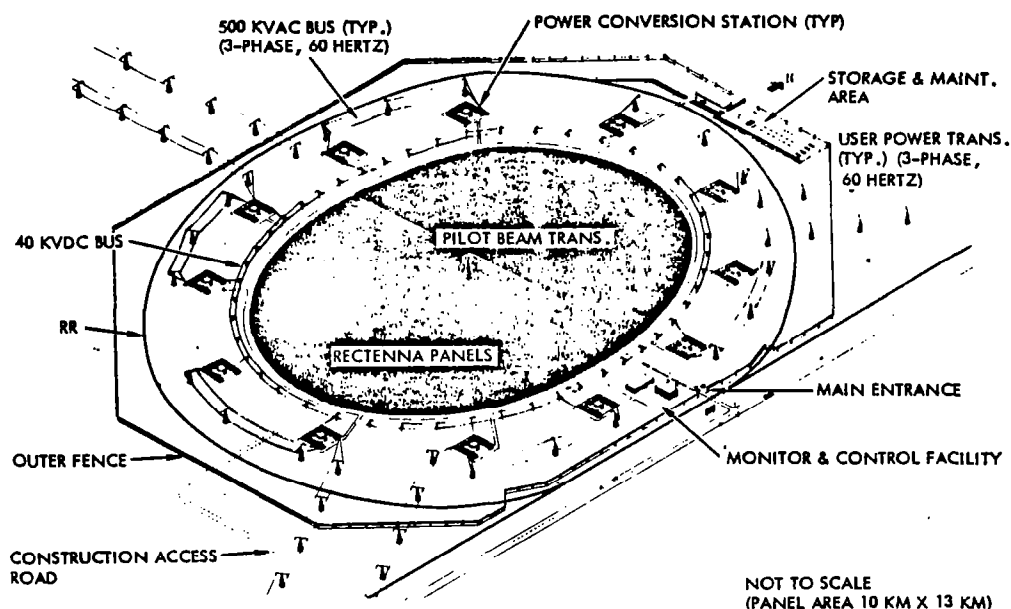 500 KVAC BUS (TYP.)
(3-PHASE, 60 HERTZ)
POWER CONVERSION STATION (TYP)
STORAGE & MAINT.
AREA
USER POWER TRANS.
(TYP.) (3-PHASE,
60 HERTZ)
40 KVDC BUS
PILOT BEAM TRANS.
RR
RECTENNA PANELS
MAIN ENTRANCE
OUTER FENCE
MONITOR & CONTROL FACILITY
CONSTRUCTION ACCESS
ROAD
NOT TO SCALE
(PANEL AREA 10 KM X 13 KM)